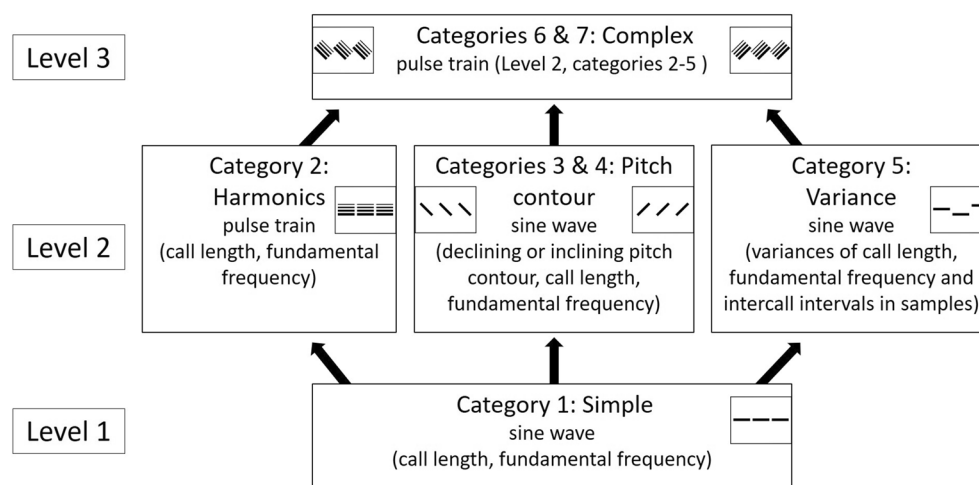 Level 3
Categories 6 & 7: Complex
pulse train (Level 2, categories 2-5 )
Level 2
Category 2:
Harmonics
pulse train
(call length, fundamental
frequency)
Categories 3 & 4: Pitch
contour
sine wave
(declining or inclining pitch
contour, call length,
fundamental frequency)
Category 5:
Variance
sine wave
(variances of call length,
fundamental frequency and
intercall intervals in samples)
Level 1
Category 1: Simple
sine wave
(call length, fundamental frequency)